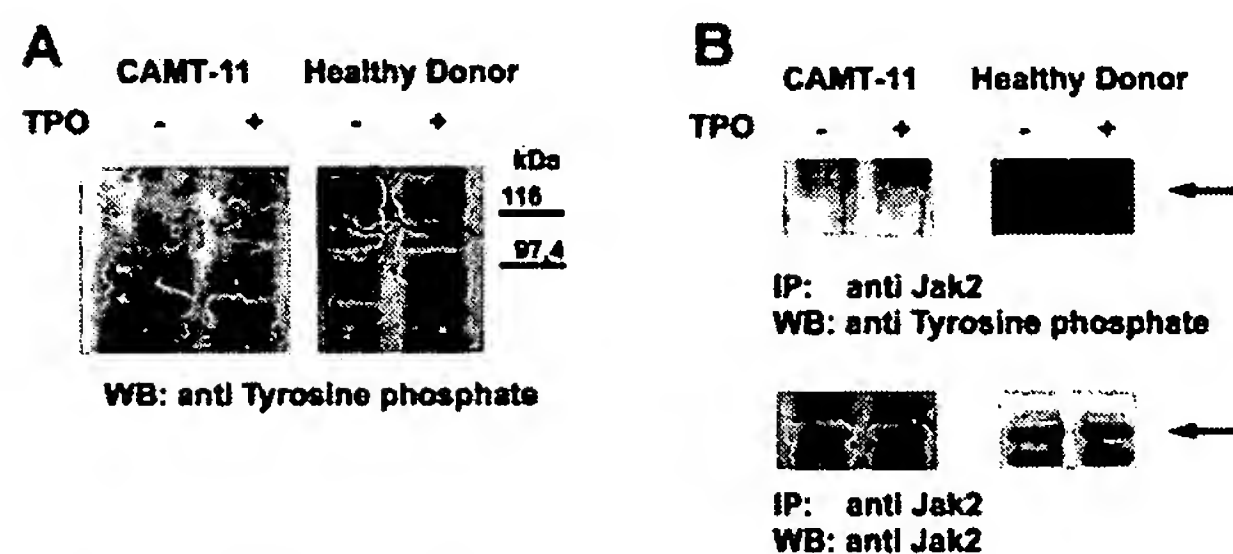 A
CAMT-11 Healthy Donor
TPO - + - +
kDa
116
97,4
WB: anti Tyrosine phosphate
B
CAMT-11 Healthy Donor
TPO - + - +
IP: anti Jak2
WB: anti Tyrosine phosphate
IP: anti Jak2
WB: anti Jak2